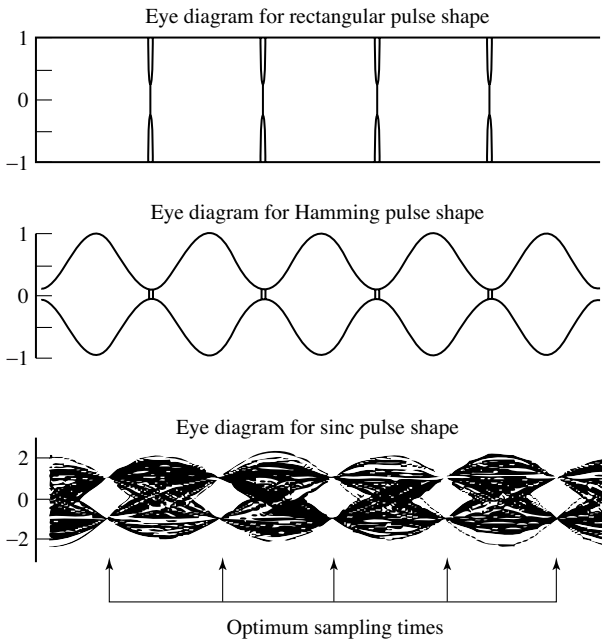 Eye diagram for rectangular pulse shape
1
0
−1
Eye diagram for Hamming pulse shape
1
0
−1
Eye diagram for sinc pulse shape
2
0
−2
Optimum sampling times